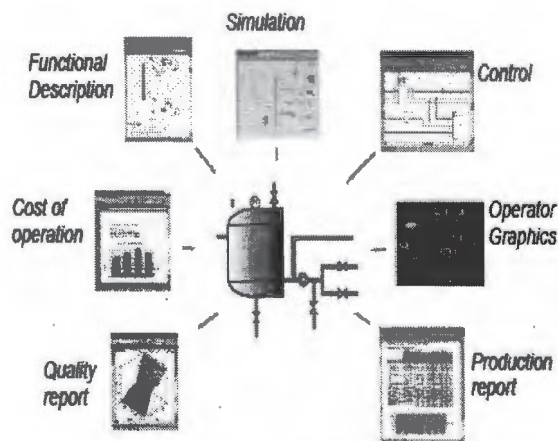 Simulation
Functional
Description
Control
Cost of
operation
Operator
Graphics
Quality
report
Production
report